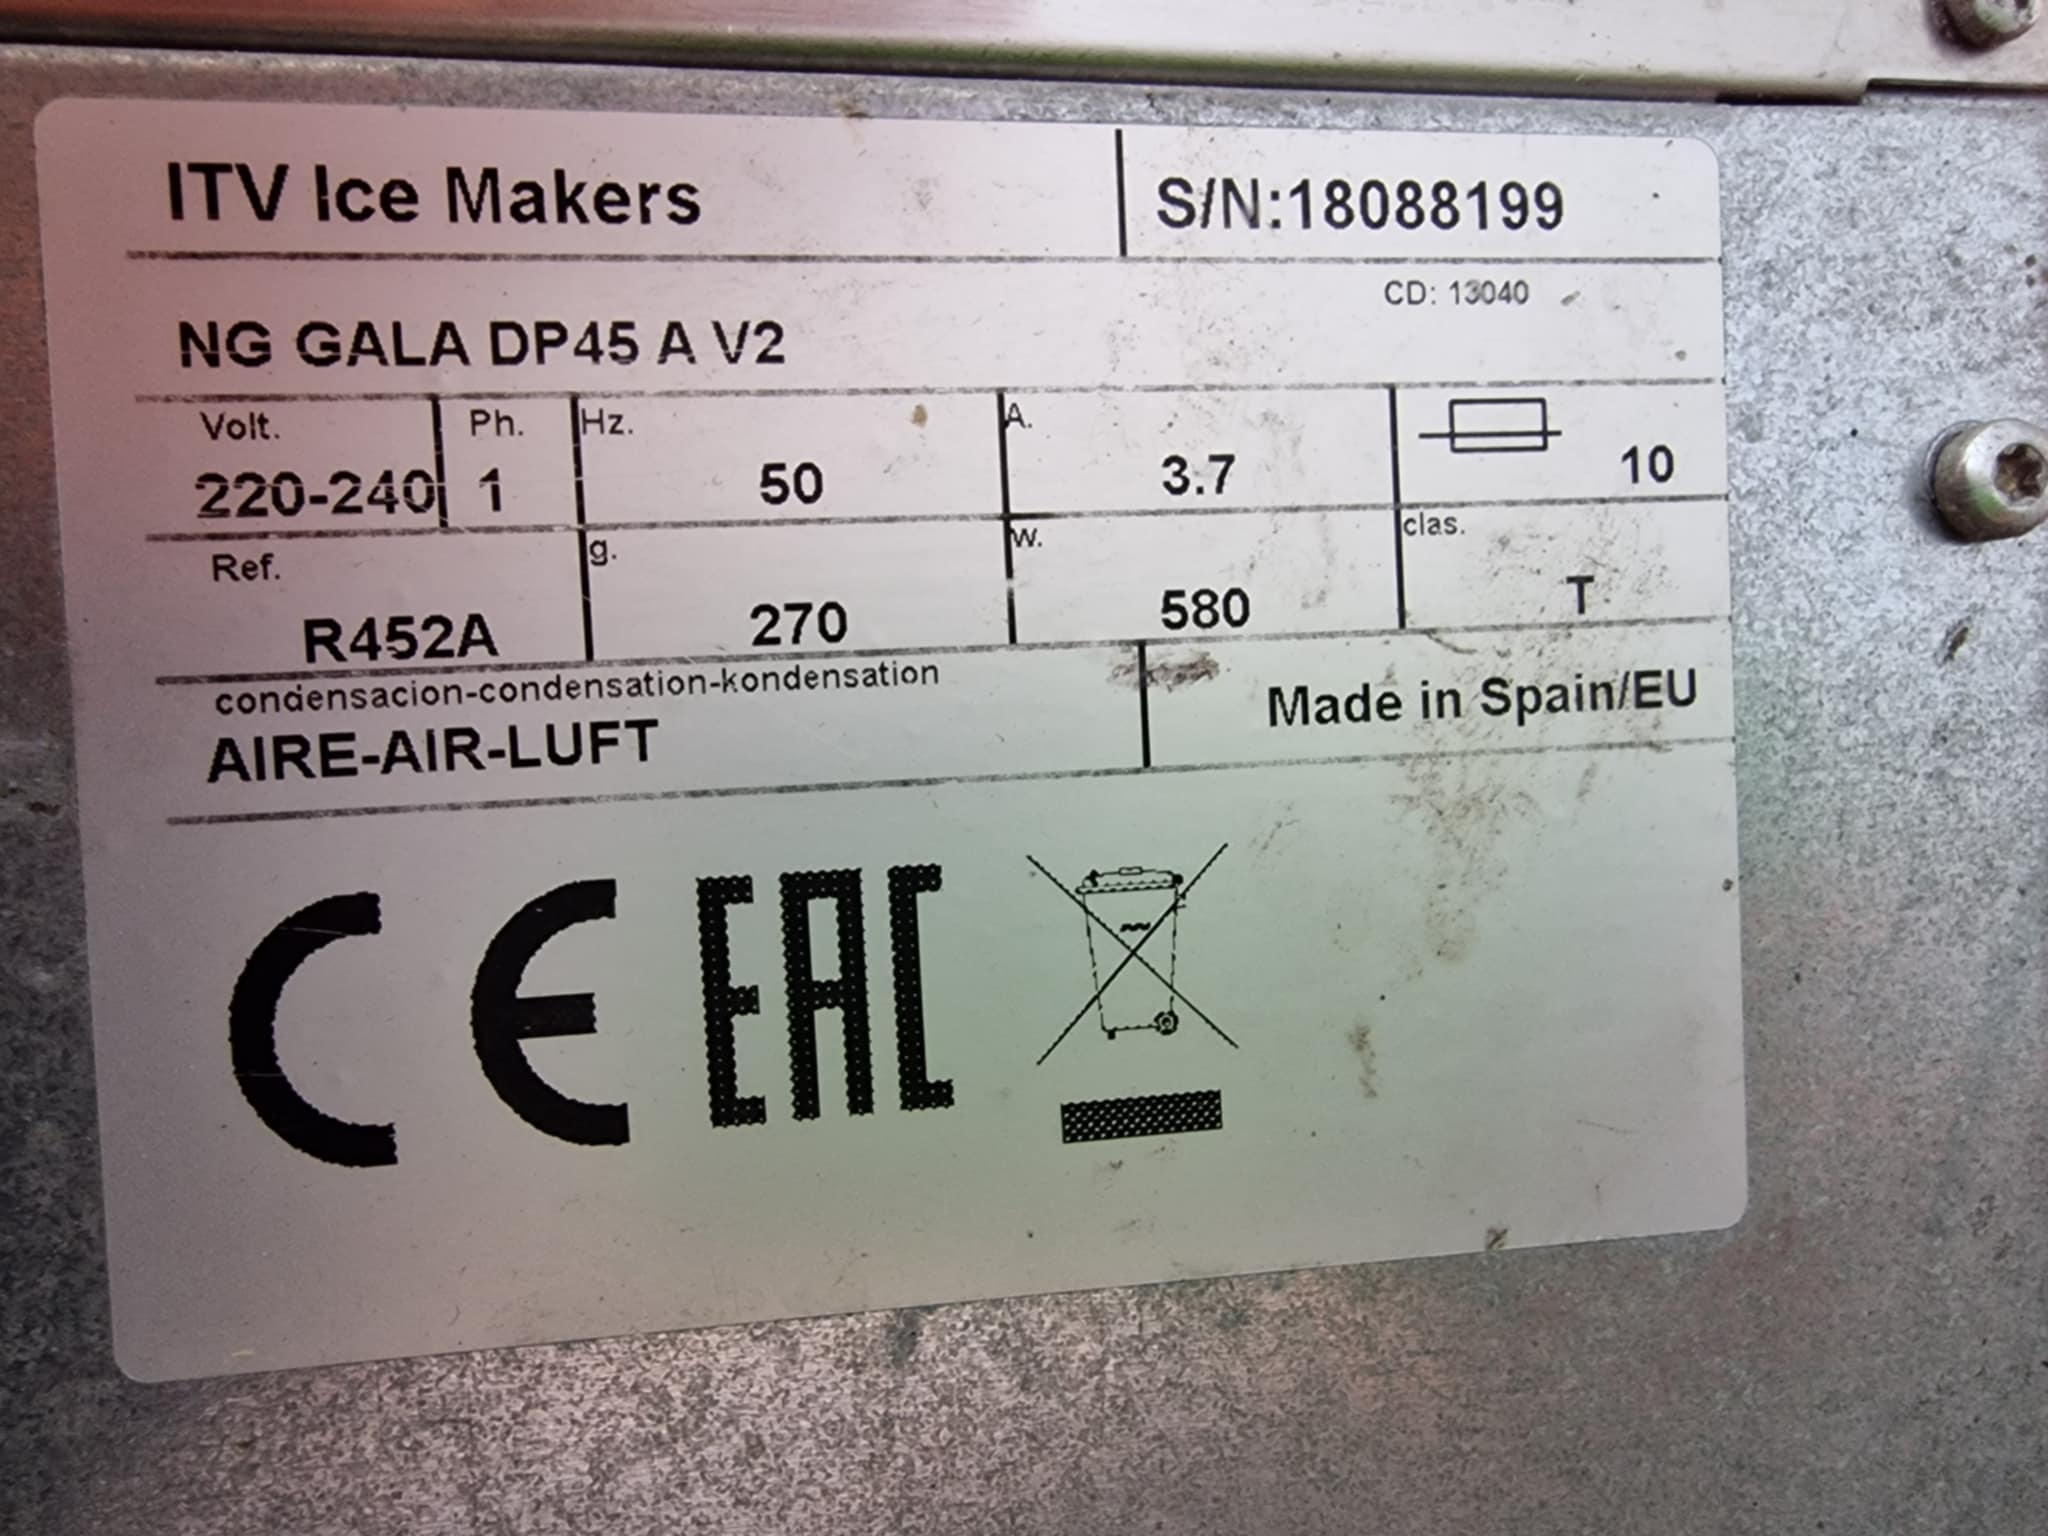 ITV Ice Makers S/N:18088199
CD: 13040
NG GALA DP45 A V2
Volt. Ph. Hz. A.
220-240 1 50 3.7 10
Ref. g. w. clas.
R452A 270 580 T
condensacion-condensation-kondensation
AIRE-AIR-LUFT Made in Spain/EU
CE EAC